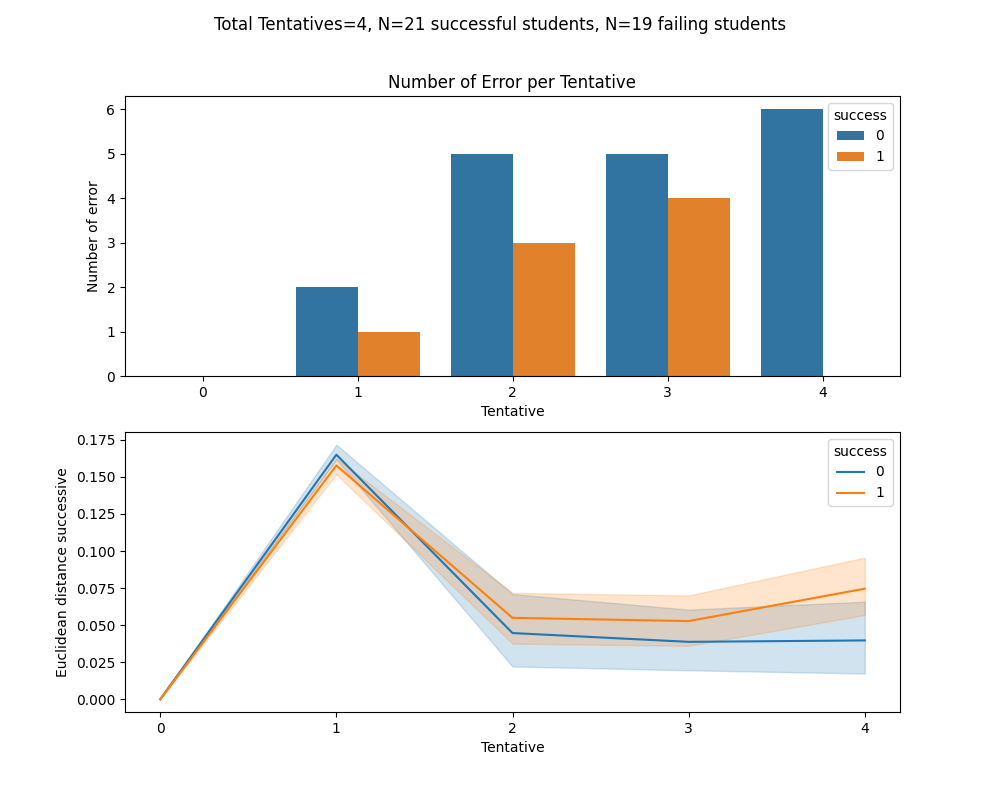 Total Tentatives=4, N=21 successful students, N=19 failing students
Number of Error per Tentative
Number of error
6
5
4
3
2
1
0
success
0
1
0 1 2 3 4
Tentative
Euclidean distance successive
0.175
0.150
0.125
0.100
0.075
0.050
0.025
0.000
success
0
1
0 1 2 3 4
Tentative